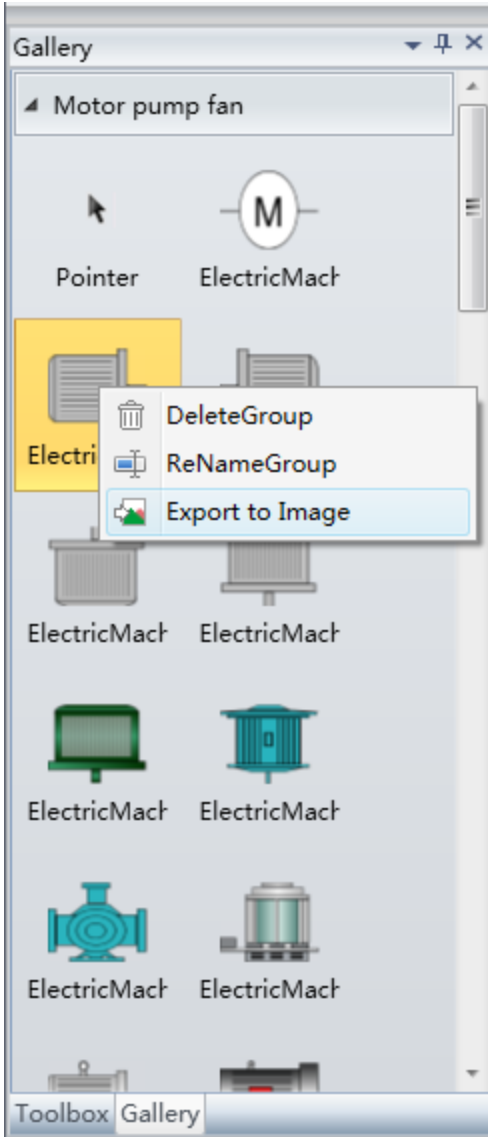 Gallery
Motor pump fan
M
Pointer
ElectricMach
Electri
DeleteGroup
ReNameGroup
Export to Image
ElectricMach
ElectricMach
ElectricMach
ElectricMach
ElectricMach
ElectricMach
Toolbox
Gallery